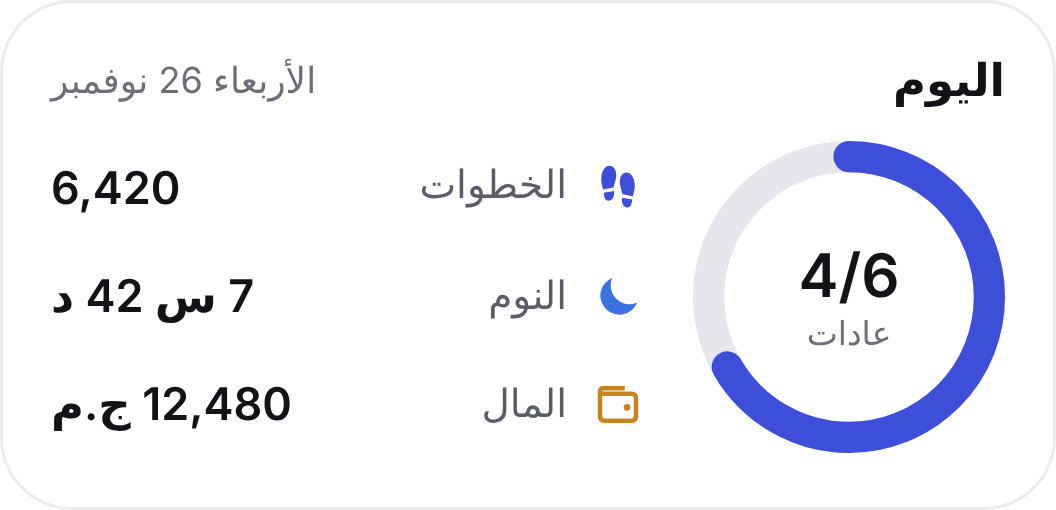 اليوم
الأربعاء 26 نوفمبر
4/6
عادات
الخطوات 6,420
النوم 7 س 42 د
المال 12,480 ج.م